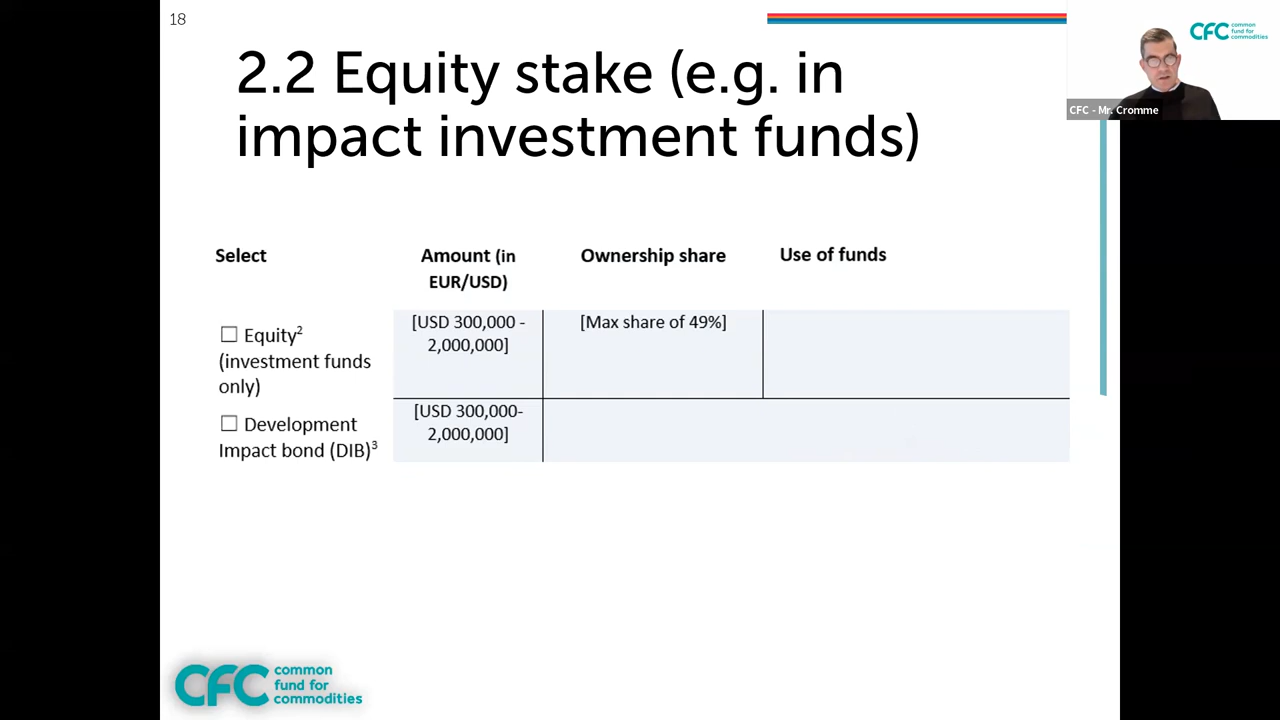 18
2.2 Equity stake (e.g. in
impact investment funds)
CFC common
fund for
commodities
CFC - Mr. Cromme
Select
Amount (in
EUR/USD)
Ownership share
Use of funds
☐ Equity²
(investment funds
only)
[USD 300,000 -
2,000,000]
[Max share of 49%]
☐ Development
Impact bond (DIB)³
[USD 300,000-
2,000,000]
CFC common
fund for
commodities